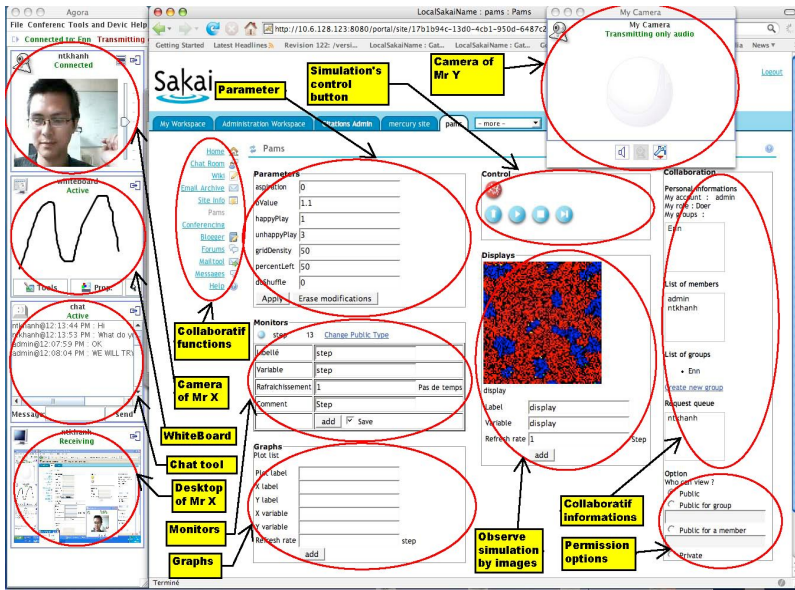 Agora
File Conferenc Tools and Devic Help
Connected to: Enn Transmitting
ntkhanh
Connected
whiteboard
Active
Tools
Prop.
chat
Active
ntkhanh@12:13:44 PM : Hi
ntkhanh@12:13:53 PM : What do yo
admin@12:07:59 PM : OK
admin@12:08:04 PM : WE WILL TRY
Message
Send
ntkhanh
Receiving
LocalSakaiName : pams : Pams
http://10.6.128.123:8080/portal/site/17b1b94c-13d0-4cb1-950d-6487c2
Getting Started
Latest Headlines
Revision 122: /versi...
LocalSakaiName : Gat...
LocalSakaiName : Gat...
News
My Camera
Transmitting only audio
Sakai
Logout
My Workspace
Administration Workspace
Citations Admin
mercury site
pams
- more -
Home
Chat Room
Wiki
Email Archive
Site Info
Pams
Conferencing
Blogger
Forums
Mailtool
Messages
Help
Pams
Parameters
aspiration 0
bValue 1.1
happyPlay 1
unhappyPlay 3
gridDensity 50
percentLeft 50
doShuffle 0
Apply
Erase modifications
Monitors
step 13 Change Public Type
Libellé step
Variable step
Rafraichissement 1 Pas de temps
Comment Step
add
Save
Graphs
Plot list
Plot label
X label
Y label
X variable
Y variable
Refresh rate step
add
Control
Displays
display
Label display
Variable display
Refresh rate 1 Step
add
Collaboration
Personal informations
My account : admin
My role : Doer
My groups :
Enn
List of members
admin
ntkhanh
List of groups
Enn
Create new group
Request queue
ntkhanh
Option
Who can view ?
Public
Public for group
Public for a member
Private
Terminé
Parameter
Simulation's
control
button
Camera of
Mr Y
Collaboratif
functions
Camera
of Mr X
WhiteBoard
Chat tool
Desktop
of Mr X
Monitors
Graphs
Observe
simulation
by images
Collaboratif
informations
Permission
options